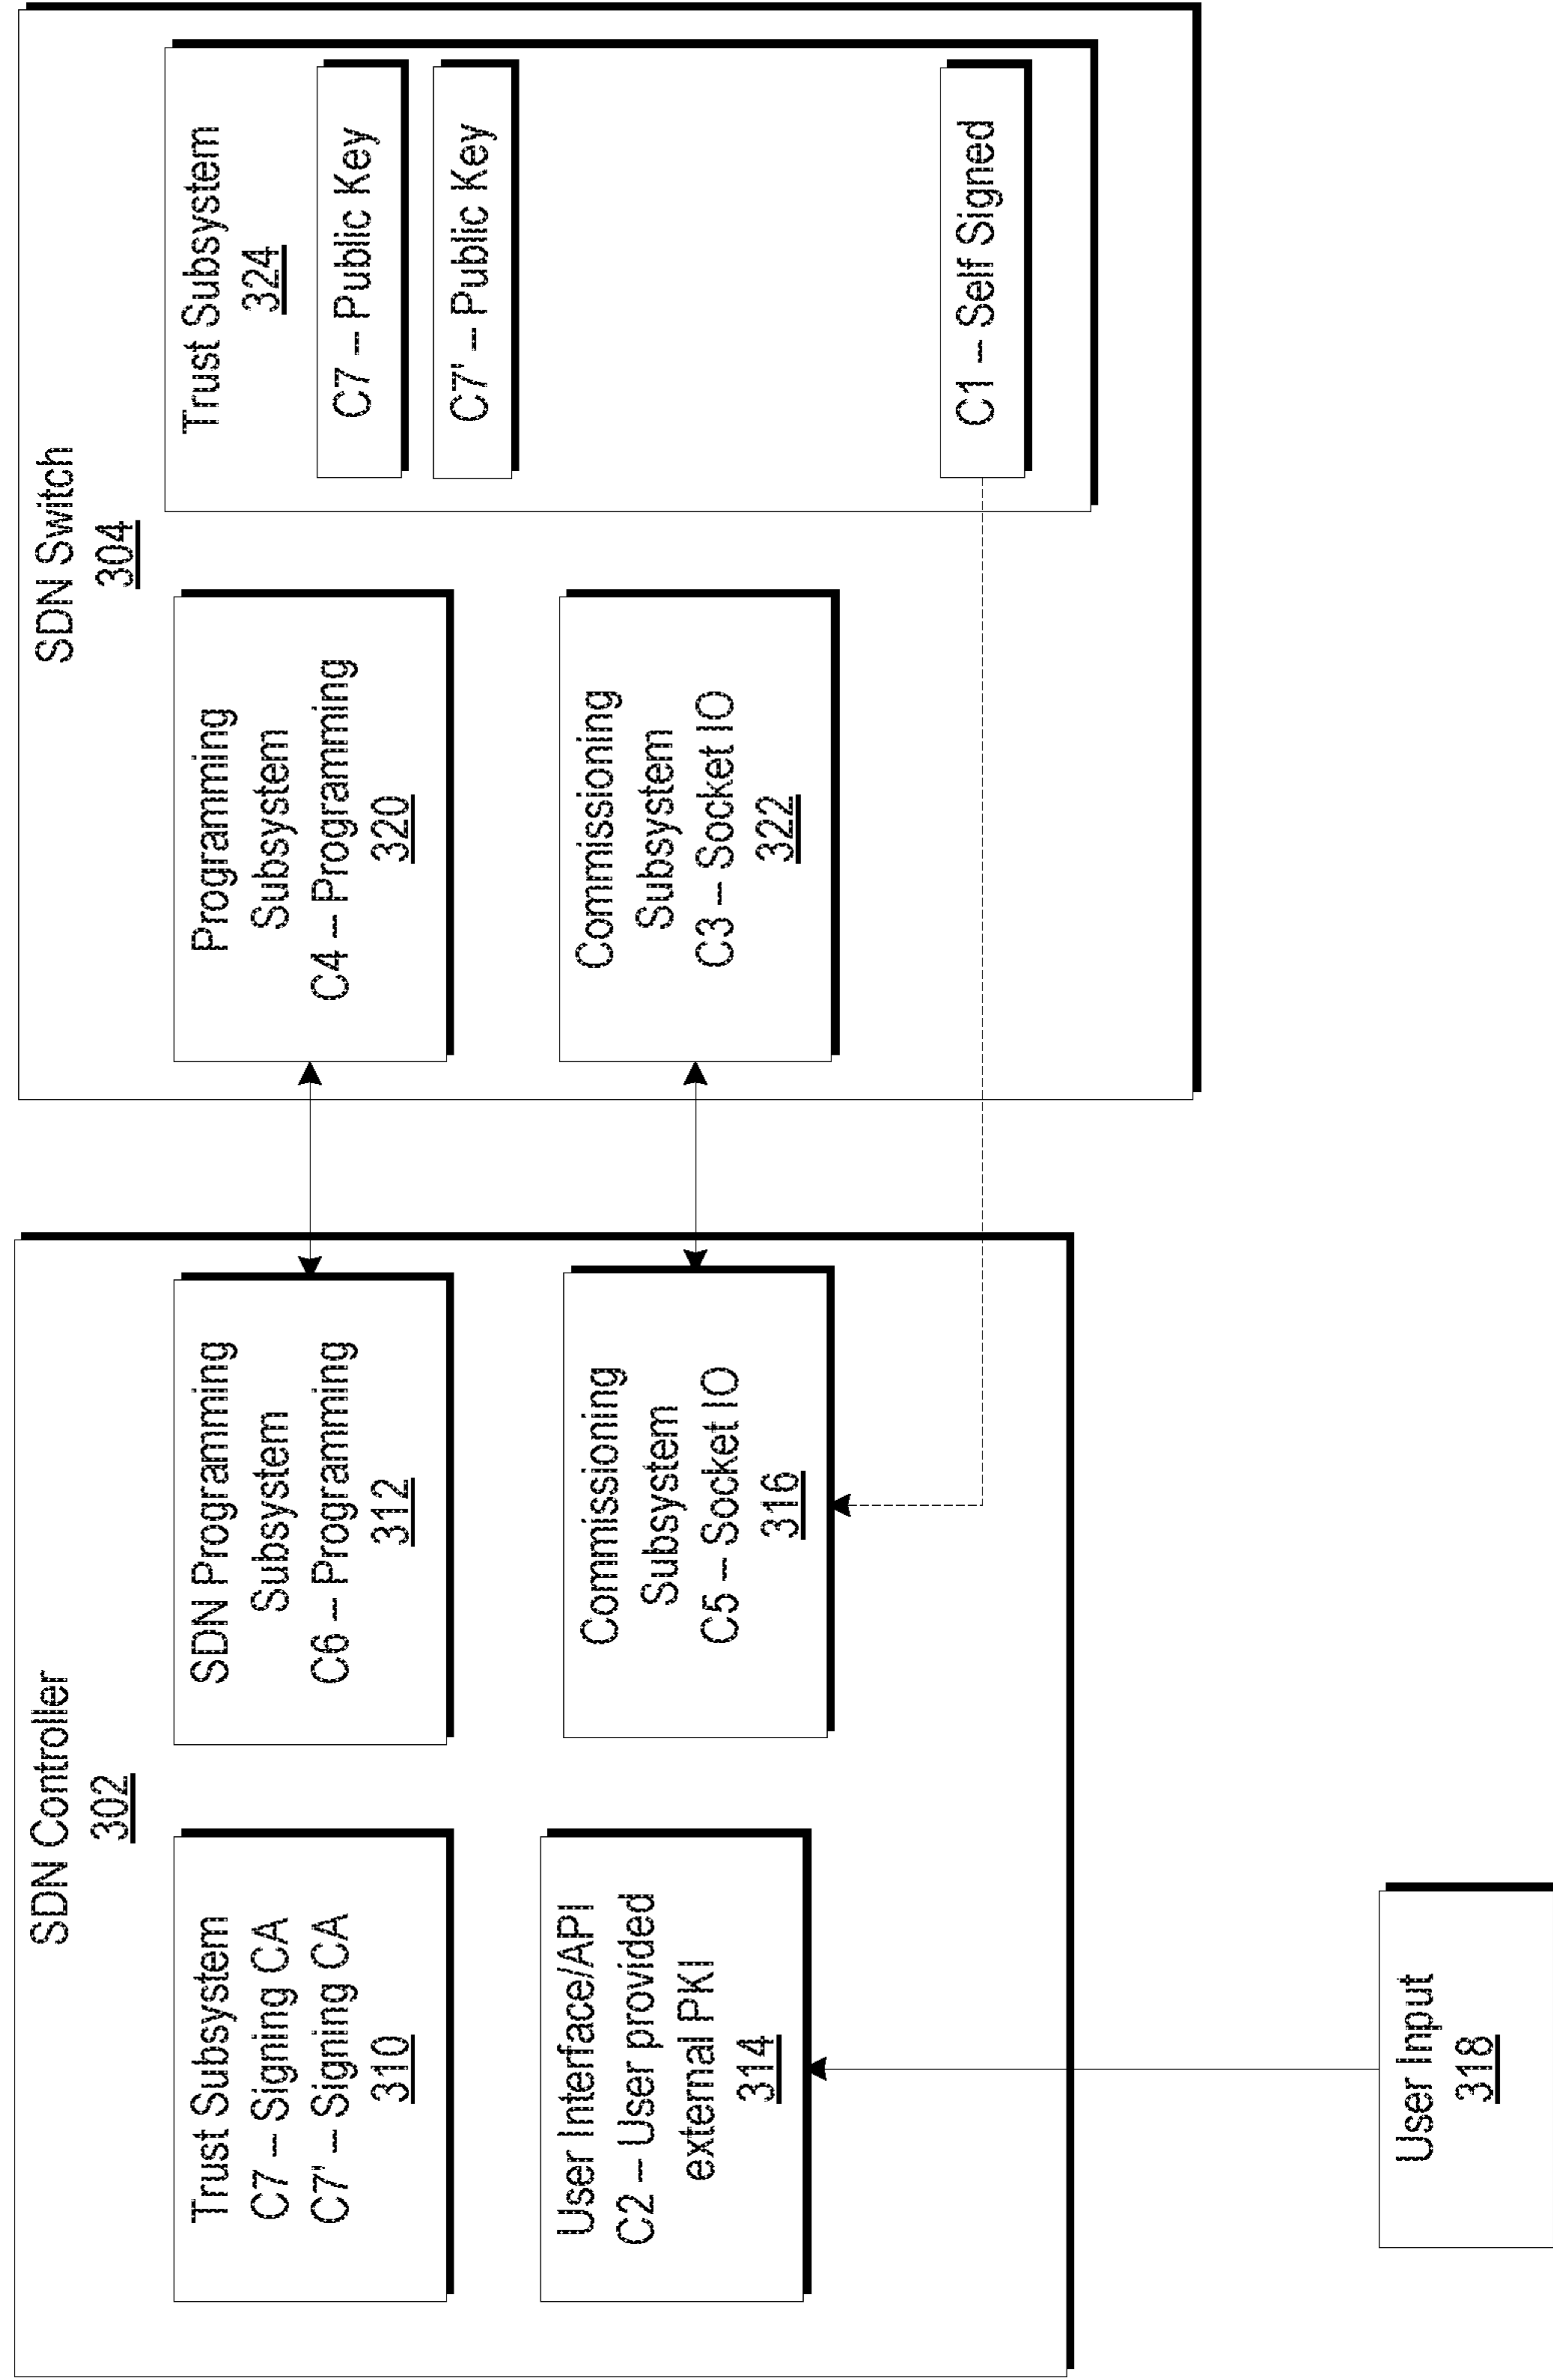 SDN Controller
302
Trust Subsystem
C7 – Signing CA
C7' – Signing CA
310
SDN Programming
Subsystem
C6 – Programming
312
User Interface/API
C2 – User provided
external PKI
314
Commissioning
Subsystem
C5 – Socket IO
316
User Input
318
SDN Switch
304
Programming
Subsystem
C4 – Programming
320
Commissioning
Subsystem
C3 – Socket IO
322
Trust Subsystem
324
C7 – Public Key
C7' – Public Key
C1 – Self Signed